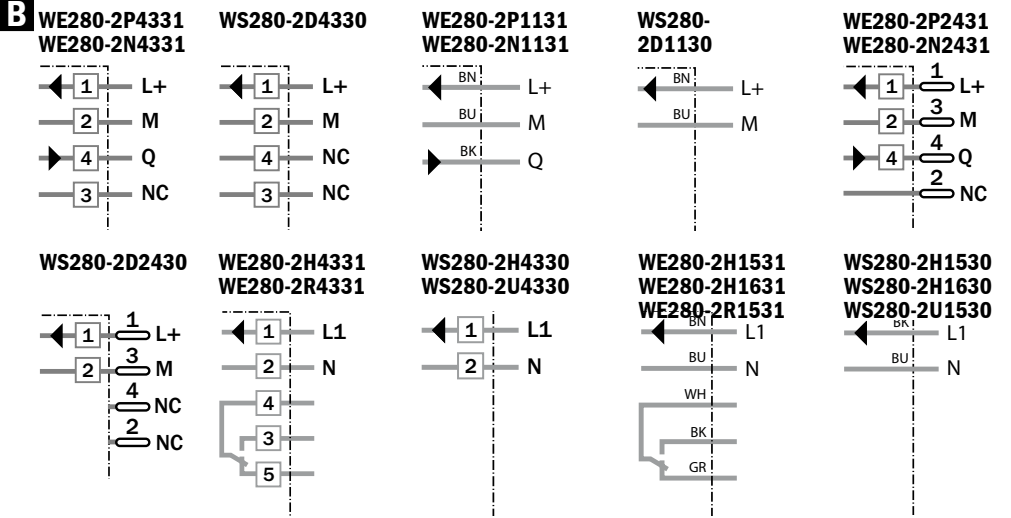 B
WE280-2P4331
WE280-2N4331
1 L+
2 M
4 Q
3 NC
WS280-2D4330
1 L+
2 M
4 NC
3 NC
WE280-2P1131
WE280-2N1131
BN L+
BU M
BK Q
WS280-
2D1130
BN L+
BU M
WE280-2P2431
WE280-2N2431
1 1 L+
2 3 M
4 4 Q
2 NC
WS280-2D2430
1 1 L+
2 3 M
4 NC
2 NC
WE280-2H4331
WE280-2R4331
1 L1
2 N
4
3
5
WS280-2H4330
WS280-2U4330
1 L1
2 N
WE280-2H1531
WE280-2H1631
WE280-2R1531
BN L1
BU N
WH
BK
GR
WS280-2H1530
WS280-2H1630
WS280-2U1530
BK L1
BU N